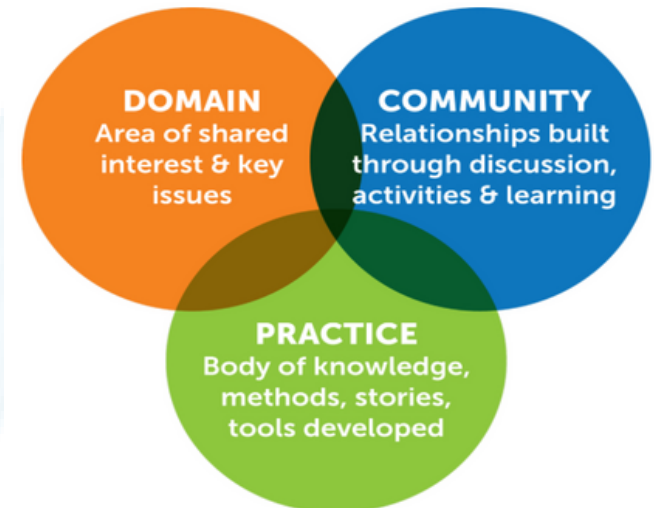 DOMAIN
Area of shared
interest & key
issues
COMMUNITY
Relationships built
through discussion,
activities & learning
PRACTICE
Body of knowledge,
methods, stories,
tools developed